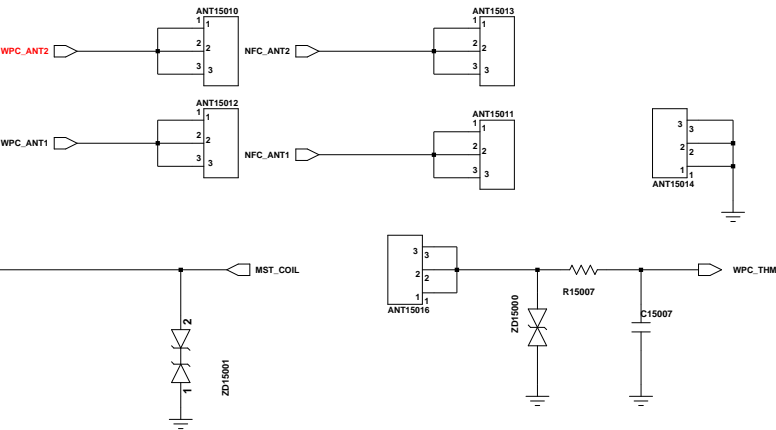 ANT15010
1 1
WPC_ANT2
2 2
3 3
ANT15013
1 1
NFC_ANT2
2 2
3 3
ANT15012
1 1
WPC_ANT1
2 2
3 3
ANT15011
1 1
NFC_ANT1
2 2
3 3
3 3
2 2
1 1
ANT15014
MST_COIL
2
1
ZD15001
3 3
2 2
1 1
ANT15016
ZD15000
R15007
C15007
WPC_THM